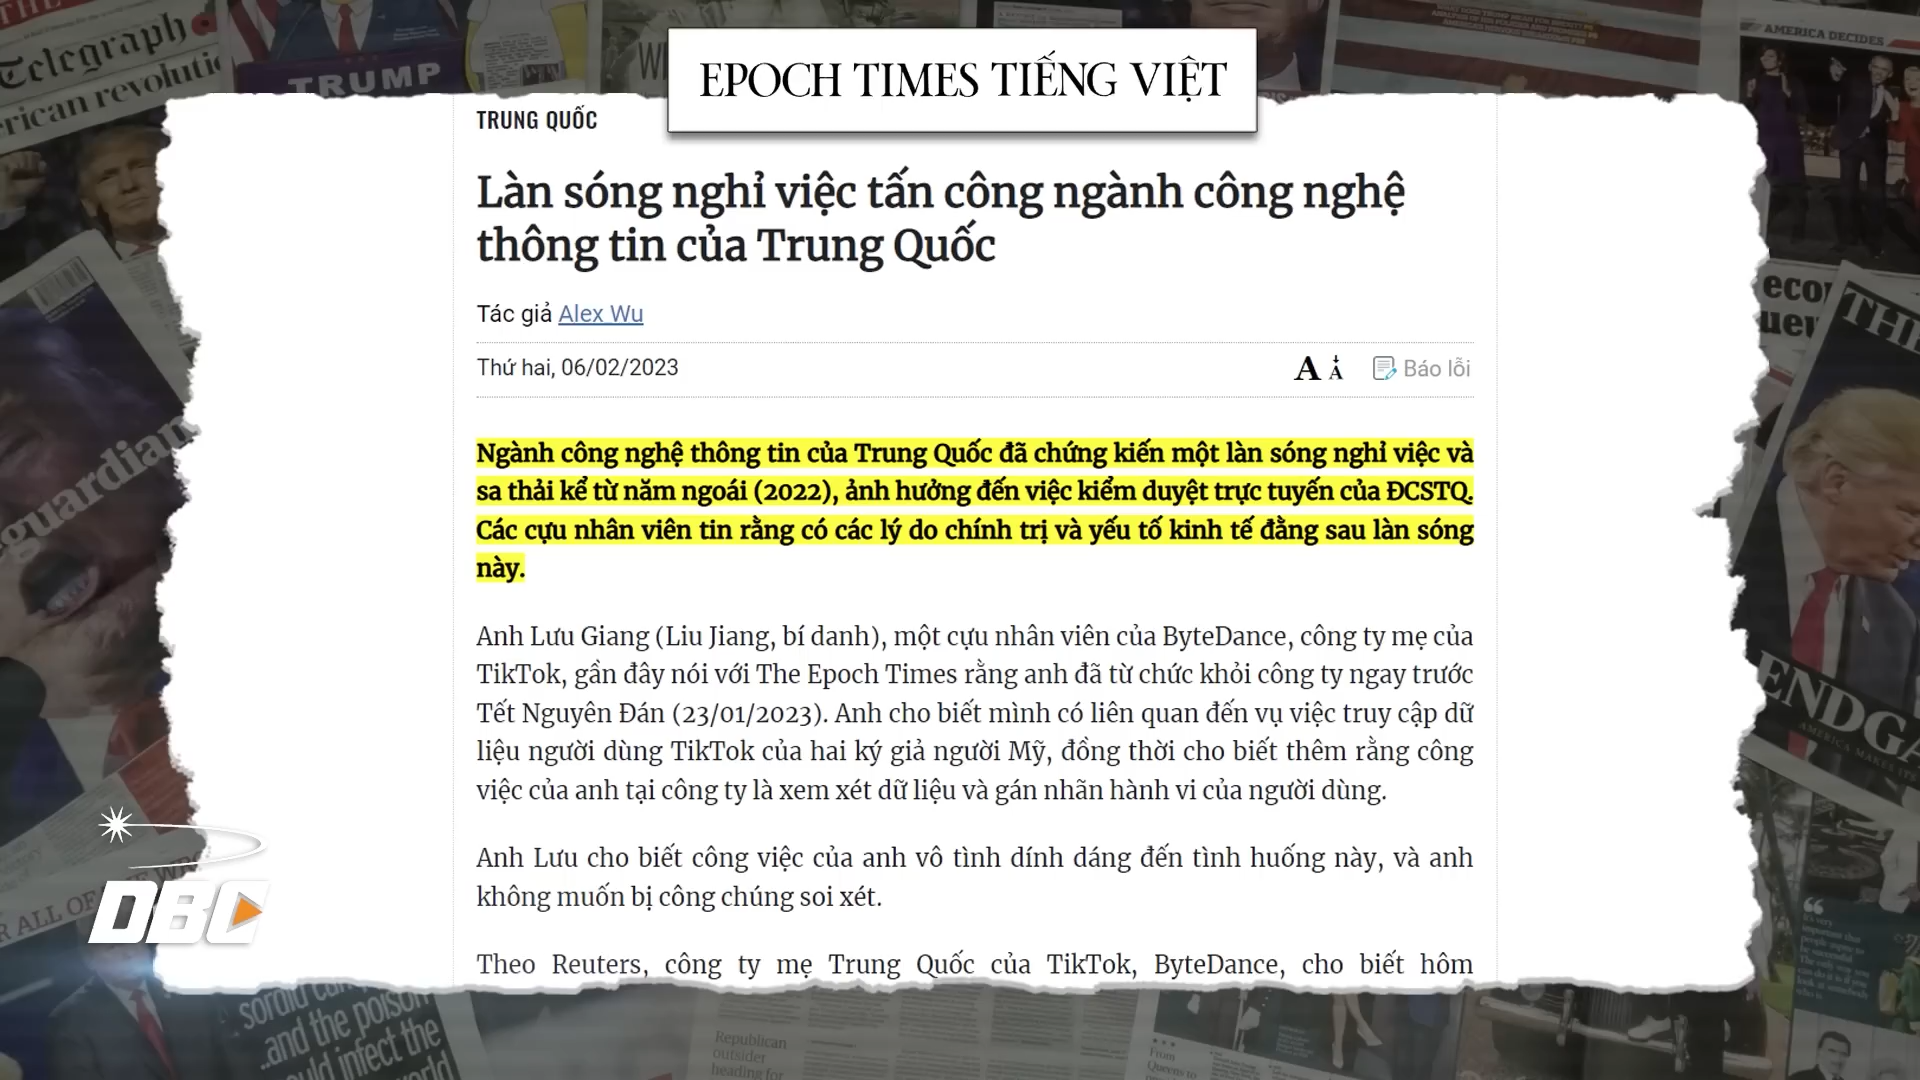 Telegraph
TRUMP
AMERICA DECIDES
EPOCH TIMES TIẾNG VIỆT
TRUNG QUỐC
Làn sóng nghỉ việc tấn công ngành công nghệ
thông tin của Trung Quốc
Tác giả Alex Wu
Thứ hai, 06/02/2023
Báo lỗi
Ngành công nghệ thông tin của Trung Quốc đã chứng kiến một làn sóng nghỉ việc và
sa thải kể từ năm ngoái (2022), ảnh hưởng đến việc kiểm duyệt trực tuyến của ĐCSTQ.
Các cựu nhân viên tin rằng có các lý do chính trị và yếu tố kinh tế đằng sau làn sóng
này.
Anh Lưu Giang (Liu Jiang, bí danh), một cựu nhân viên của ByteDance, công ty mẹ của
TikTok, gần đây nói với The Epoch Times rằng anh đã từ chức khỏi công ty ngay trước
Tết Nguyên Đán (23/01/2023). Anh cho biết mình có liên quan đến vụ việc truy cập dữ
liệu người dùng TikTok của hai ký giả người Mỹ, đồng thời cho biết thêm rằng công
việc của anh tại công ty là xem xét dữ liệu và gán nhãn hành vi của người dùng.
Anh Lưu cho biết công việc của anh vô tình dính dáng đến tình huống này, và anh
không muốn bị công chúng soi xét.
Theo Reuters, công ty mẹ Trung Quốc của TikTok, ByteDance, cho biết hôm
guardian
DBC
...and the poison
Republican
outsider
heading for
From
Queens to